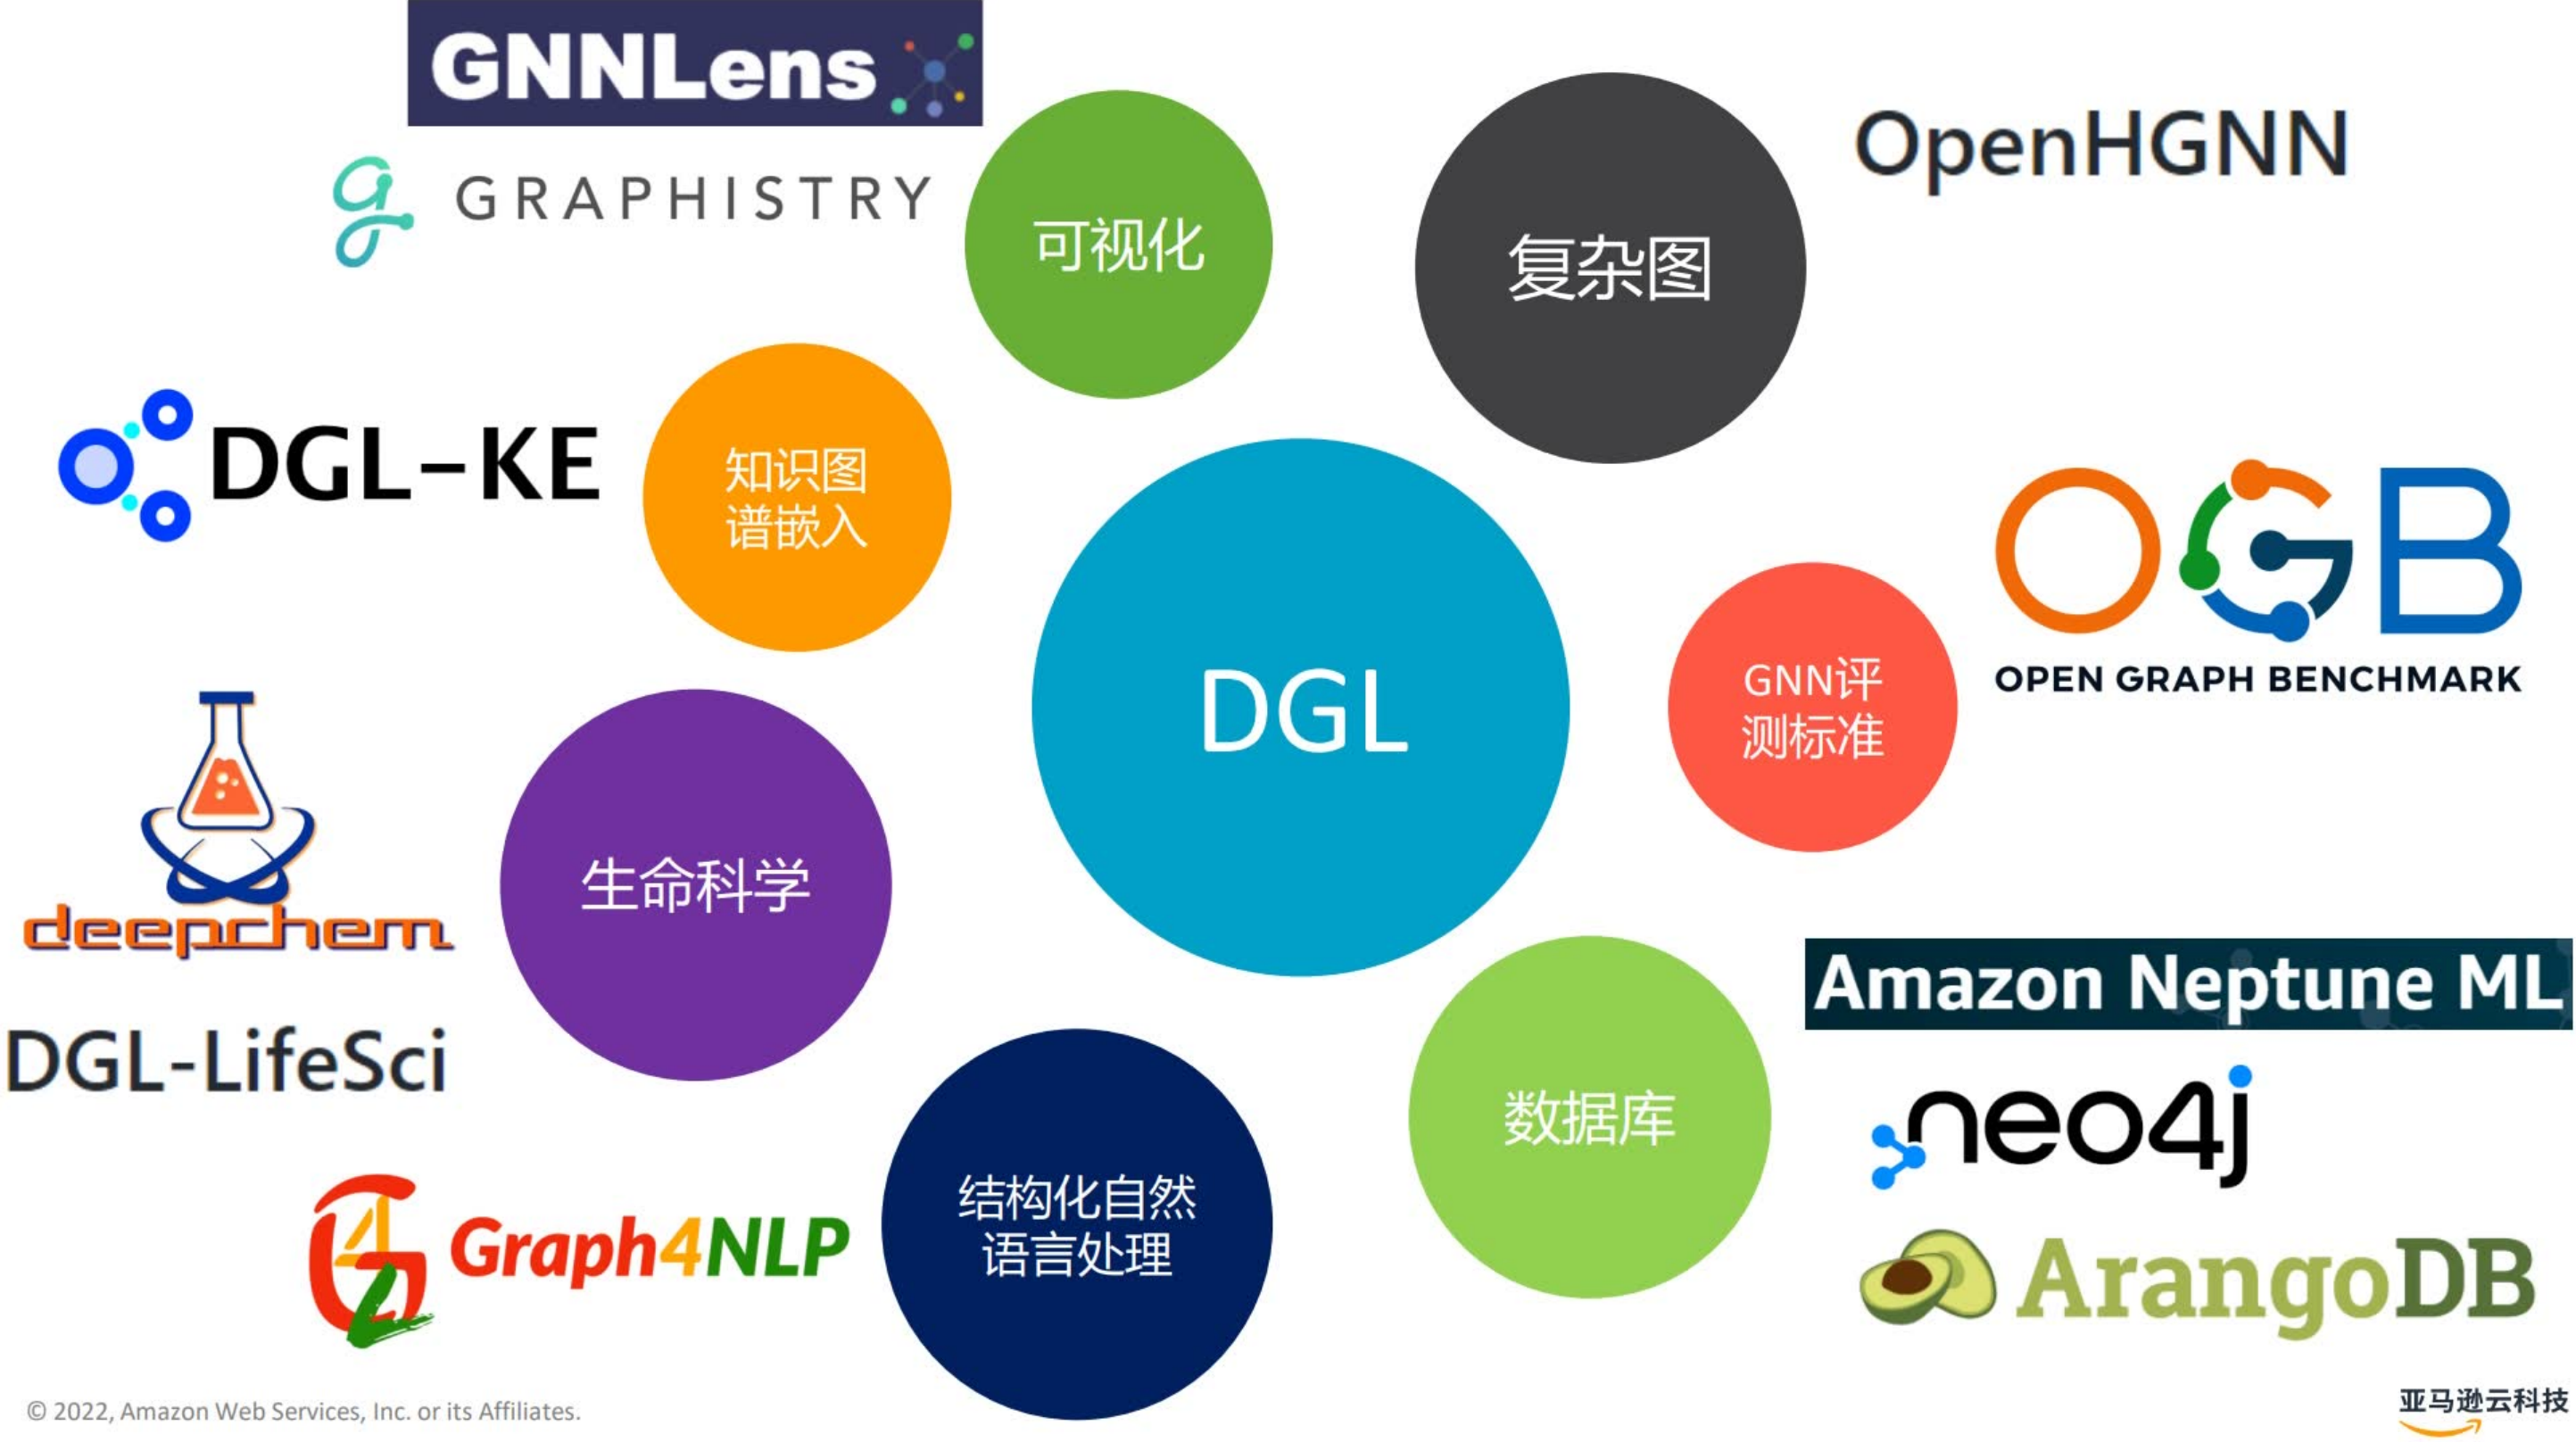 GNNLens
GRAPHISTRY
可视化
复杂图
OpenHGNN
DGL-KE
知识图
谱嵌入
DGL
GNN评
测标准
OGB
OPEN GRAPH BENCHMARK
deepchem
生命科学
DGL-LifeSci
Amazon Neptune ML
数据库
neo4j
Graph4NLP
结构化自然
语言处理
ArangoDB
© 2022, Amazon Web Services, Inc. or its Affiliates.
亚马逊云科技